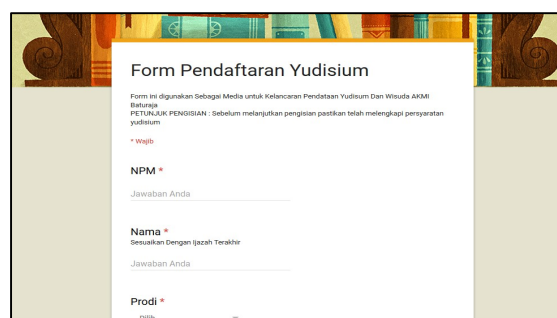 Form Pendaftaran Yudisium
Form ini digunakan Sebagai Media untuk Kelancaran Pendataan Yudisum Dan Wisuda AKMI
Baturaja
PETUNJUK PENGISIAN : Sebelum melanjutkan pengisian pastikan telah melengkapi persyaratan
yudisium
* Wajib
NPM *
Jawaban Anda
Nama *
Sesuaikan Dengan Ijazah Terakhir
Jawaban Anda
Prodi *
Pilih